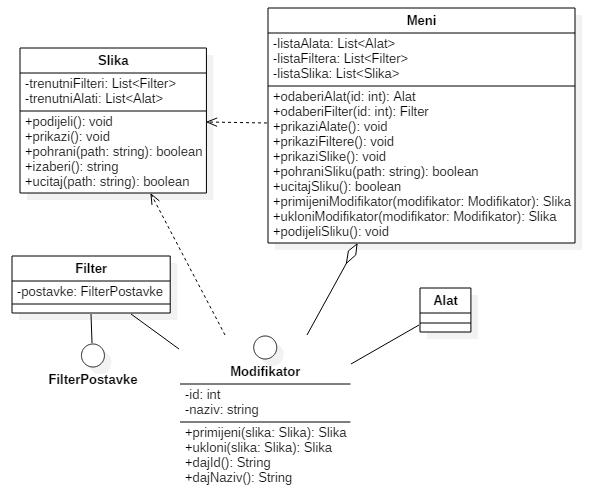 Slika
-trenutniFilteri: List<Filter>
-trenutniAlati: List<Alat>
+podijeli(): void
+prikazi(): void
+pohrani(path: string): boolean
+izaberi(): string
+ucitaj(path: string): boolean
Meni
-listaAlata: List<Alat>
-listaFiltera: List<Filter>
-listaSlika: List<Slika>
+odaberiAlat(id: int): Alat
+odaberiFilter(id: int): Filter
+prikaziAlate(): void
+prikaziFiltere(): void
+prikaziSlike(): void
+pohraniSliku(path: string): boolean
+ucitajSliku(): boolean
+primijeniModifikator(modifikator: Modifikator): Slika
+ukloniModifikator(modifikator: Modifikator): Slika
+podijeliSliku(): void
Filter
-postavke: FilterPostavke
FilterPostavke
Alat
Modifikator
-id: int
-naziv: string
+primijeni(slika: Slika): Slika
+ukloni(slika: Slika): Slika
+dajId(): String
+dajNaziv(): String